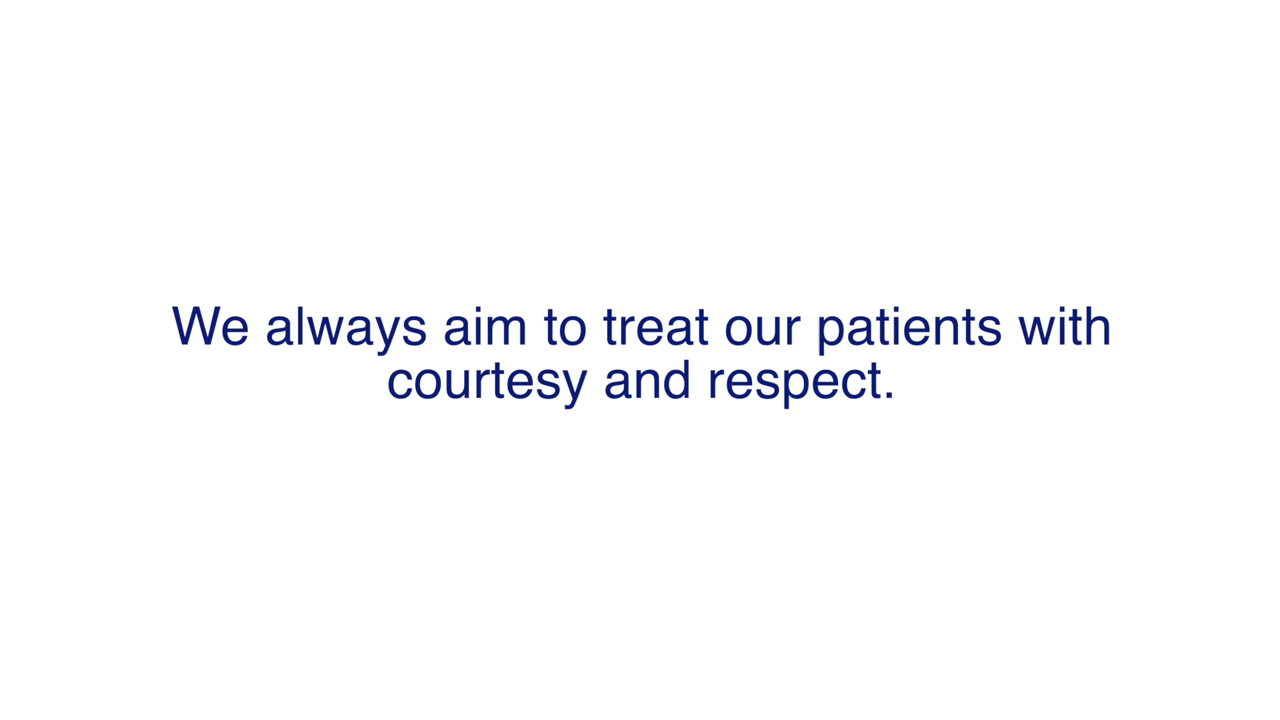 We always aim to treat our patients with
courtesy and respect.